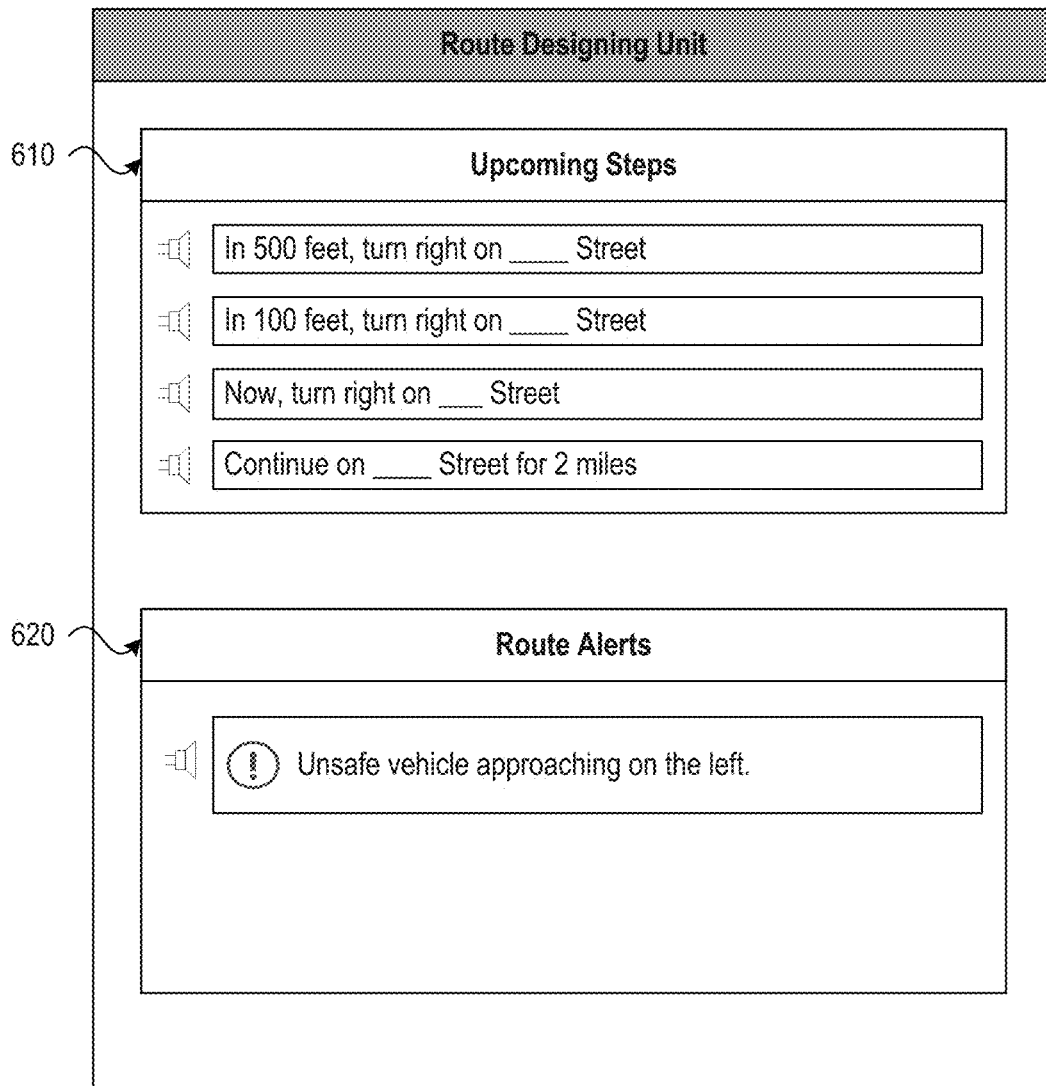 Route Designing Unit
610
Upcoming Steps
In 500 feet, turn right on _____ Street
In 100 feet, turn right on _____ Street
Now, turn right on ____ Street
Continue on _____ Street for 2 miles
620
Route Alerts
! Unsafe vehicle approaching on the left.